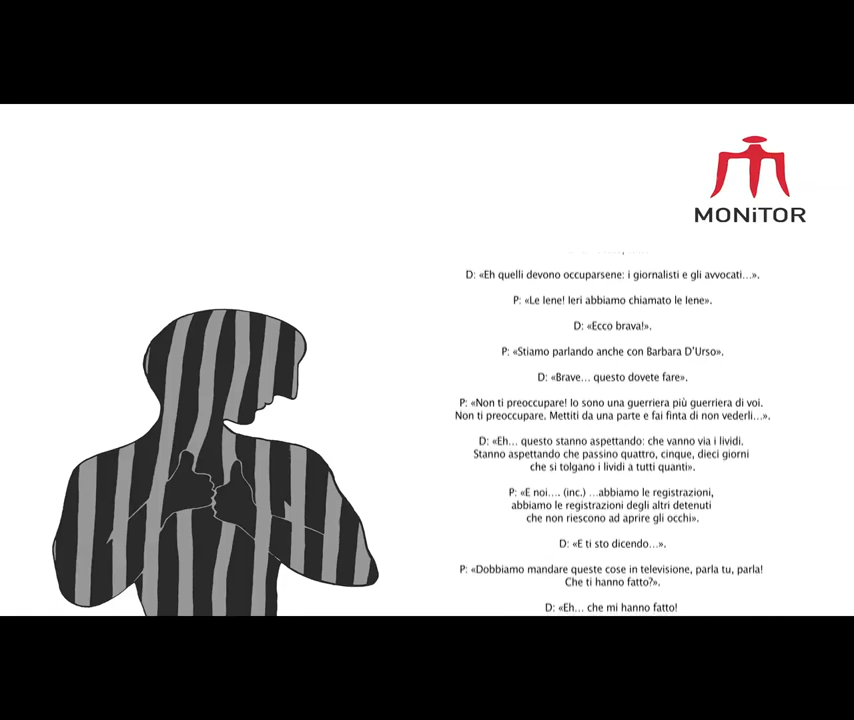 MONiTOR
D: «Eh quelli devono occuparsene: i giornalisti e gli avvocati...».
P: «Le Iene! Ieri abbiamo chiamato le Iene».
D: «Ecco brava!».
P: «Stiamo parlando anche con Barbara D'Urso».
D: «Brave... questo dovete fare».
P: «Non ti preoccupare! Io sono una guerriera più guerriera di voi.
Non ti preoccupare. Mettiti da una parte e fai finta di non vederli...».
D: «Eh... questo stanno aspettando: che vanno via i lividi.
Stanno aspettando che passino quattro, cinque, dieci giorni
che si tolgano i lividi a tutti quanti».
P: «E noi.... (inc.) ...abbiamo le registrazioni,
abbiamo le registrazioni degli altri detenuti
che non riescono ad aprire gli occhi».
D: «E ti sto dicendo...».
P: «Dobbiamo mandare queste cose in televisione, parla tu, parla!
Che ti hanno fatto?».
D: «Eh... che mi hanno fatto!